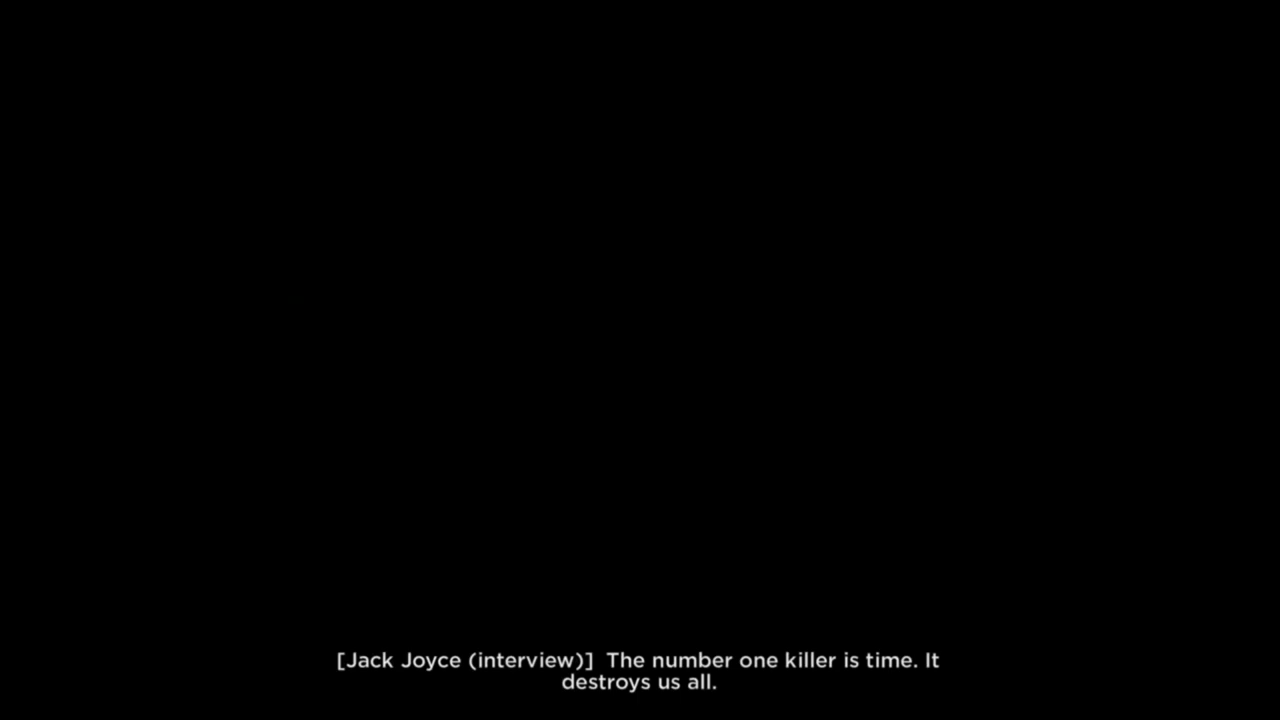 [Jack Joyce (interview)]  The number one killer is time. It
destroys us all.